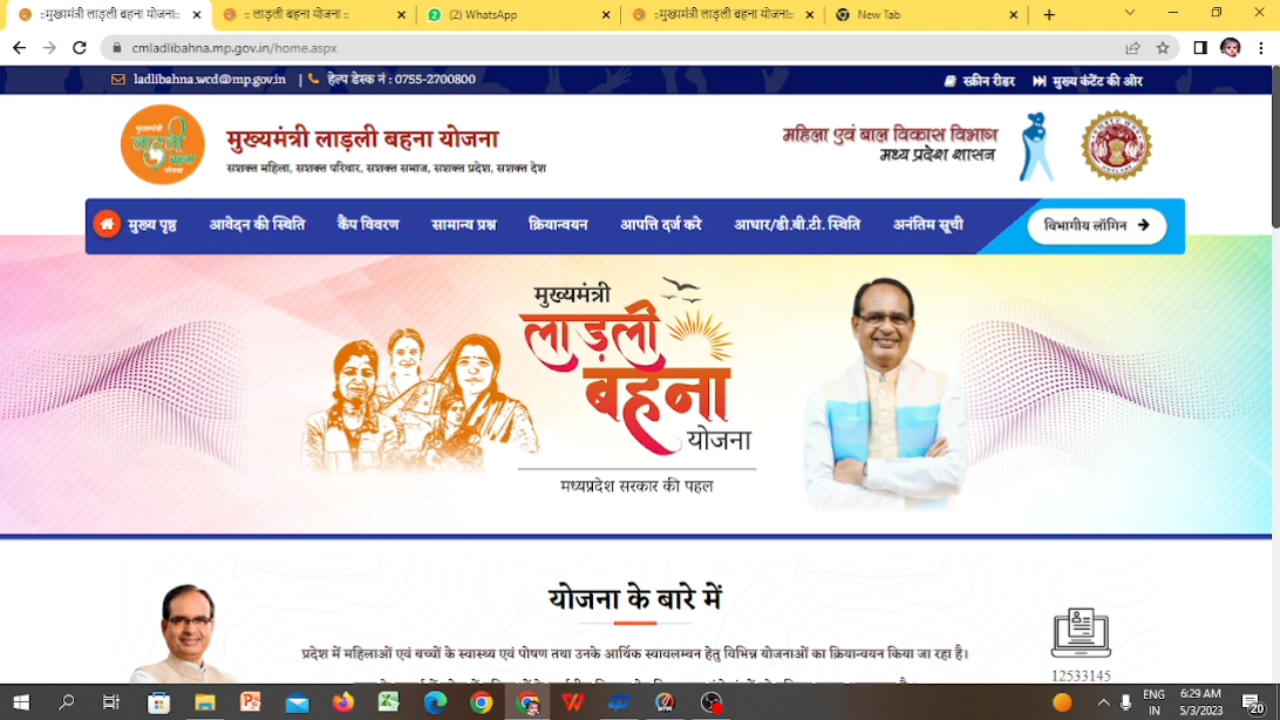 ::मुख्यमंत्री लाड़ली बहना योजना::
:: लाड़ली बहना योजना ::
(2) WhatsApp
::मुख्यमंत्री लाड़ली बहना योजना::
New Tab
cmladlibahna.mp.gov.in/home.aspx
ladlibahna.wcd@mp.gov.in | हेल्प डेस्क नं : 0755-2700800
स्क्रीन रीडर
मुख्य कंटेंट की ओर
मुख्यमंत्री लाड़ली बहना योजना
मुख्यमंत्री लाड़ली बहना योजना
सशक्त महिला, सशक्त परिवार, सशक्त समाज, सशक्त प्रदेश, सशक्त देश
महिला एवं बाल विकास विभाग
मध्य प्रदेश शासन
मुख्य पृष्ठ
आवेदन की स्थिति
कैंप विवरण
सामान्य प्रश्न
क्रियान्वयन
आपत्ति दर्ज करे
आधार/डी.बी.टी. स्थिति
अनंतिम सूची
विभागीय लॉगिन
मुख्यमंत्री
लाड़ली
बहना
योजना
मध्यप्रदेश सरकार की पहल
योजना के बारे में
प्रदेश में महिलाओं एवं बच्चों के स्वास्थ्य एवं पोषण तथा उनके आर्थिक स्वावलम्बन हेतु विभिन्न योजनाओं का क्रियान्वयन किया जा रहा है।
12533145
ENG
IN
6:29 AM
5/3/2023
20